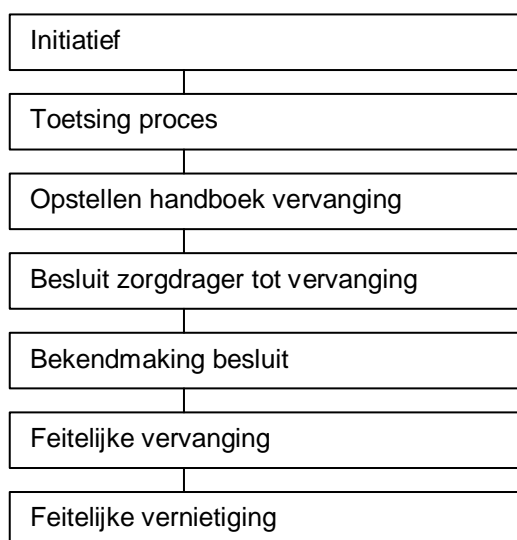 Initiatief
Toetsing proces
Opstellen handboek vervanging
Besluit zorgdrager tot vervanging
Bekendmaking besluit
Feitelijke vervanging
Feitelijke vernietiging